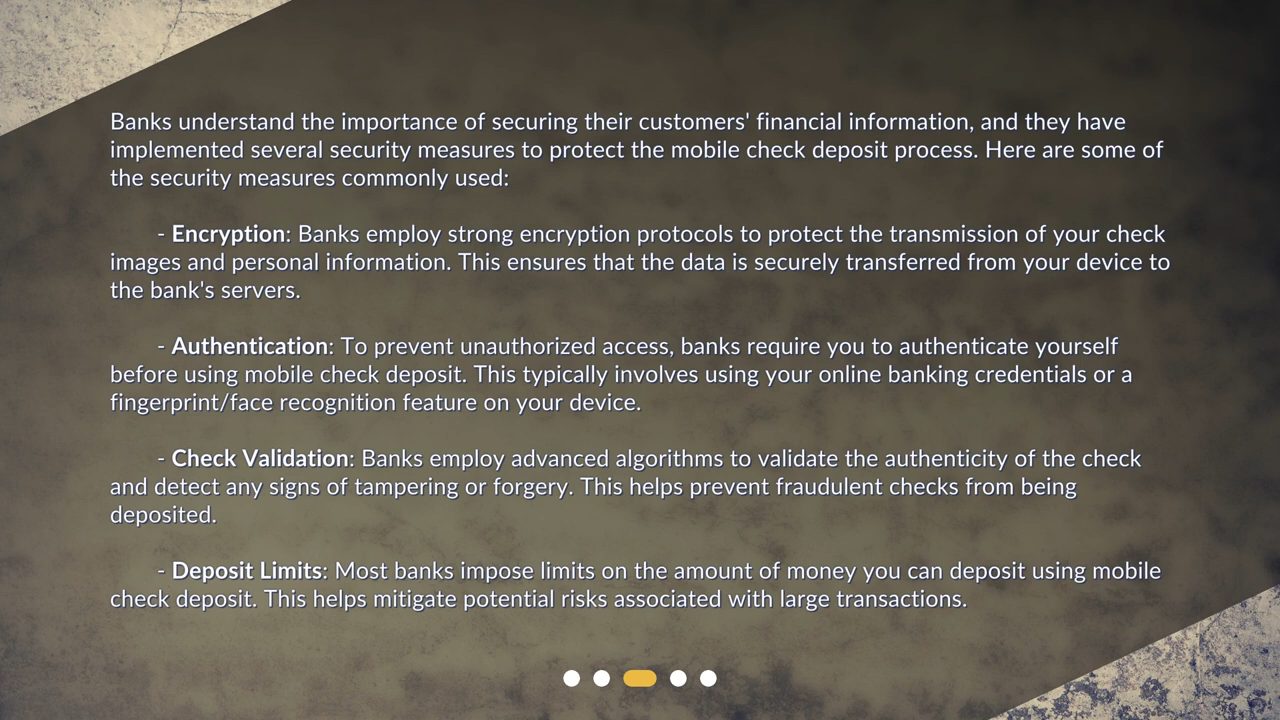 Banks understand the importance of securing their customers' financial information, and they have
implemented several security measures to protect the mobile check deposit process. Here are some of
the security measures commonly used:
- Encryption: Banks employ strong encryption protocols to protect the transmission of your check
images and personal information. This ensures that the data is securely transferred from your device to
the bank's servers.
- Authentication: To prevent unauthorized access, banks require you to authenticate yourself
before using mobile check deposit. This typically involves using your online banking credentials or a
fingerprint/face recognition feature on your device.
- Check Validation: Banks employ advanced algorithms to validate the authenticity of the check
and detect any signs of tampering or forgery. This helps prevent fraudulent checks from being
deposited.
- Deposit Limits: Most banks impose limits on the amount of money you can deposit using mobile
check deposit. This helps mitigate potential risks associated with large transactions.